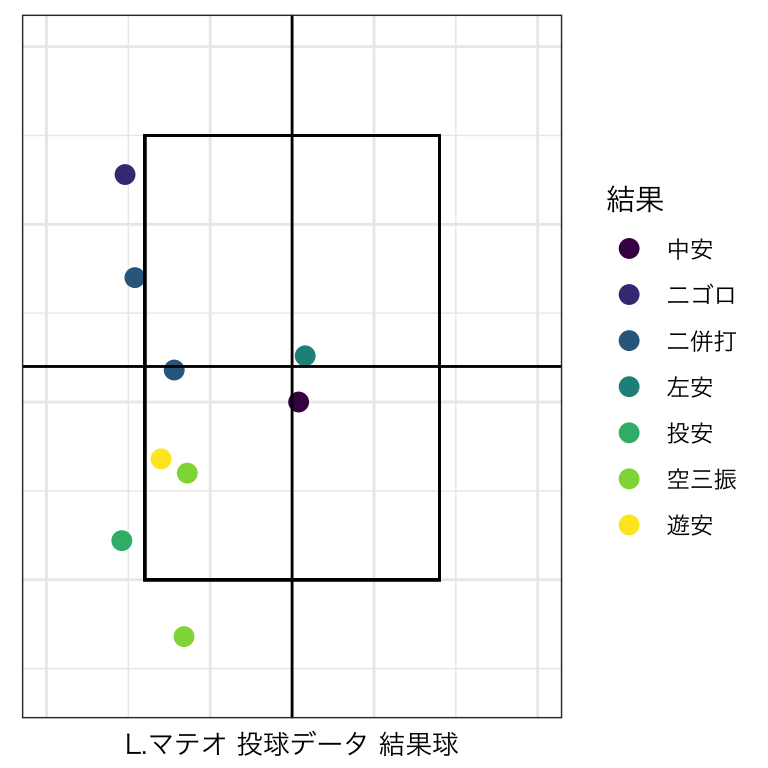 結果
中安
二ゴロ
二併打
左安
投安
空三振
遊安
L.マテオ 投球データ 結果球